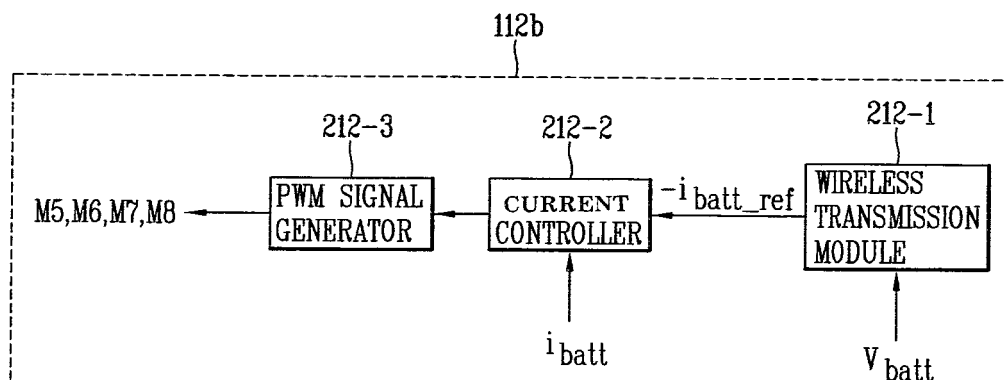 112b
212-3
212-2
212-1
M5,M6,M7,M8
PWM SIGNAL
GENERATOR
CURRENT
CONTROLLER
-i batt_ref
WIRELESS
TRANSMISSION
MODULE
i batt
V batt